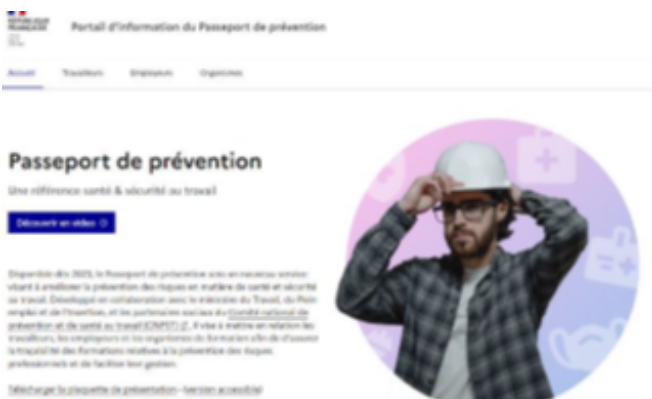 RÉPUBLIQUE
FRANÇAISE
Portail d'information du Passeport de prévention
Accueil Travailleurs Employeurs Organismes
Passeport de prévention
Une référence santé & sécurité au travail
Découvrir en vidéo
Disponible dès 2023, le Passeport de prévention sera un nouveau service
visant à améliorer la prévention des risques en matière de santé et sécurité
au travail. Développé en collaboration avec le ministère du Travail, du Plein
emploi et de l'Insertion, et les partenaires sociaux du Comité national de
prévention et de santé au travail (CNPST), il vise à mettre en relation les
travailleurs, les employeurs et les organismes de formation afin de d'assurer
la traçabilité des formations relatives à la prévention des risques
professionnels et de faciliter leur gestion.
Télécharger la plaquette de présentation - (version accessible)